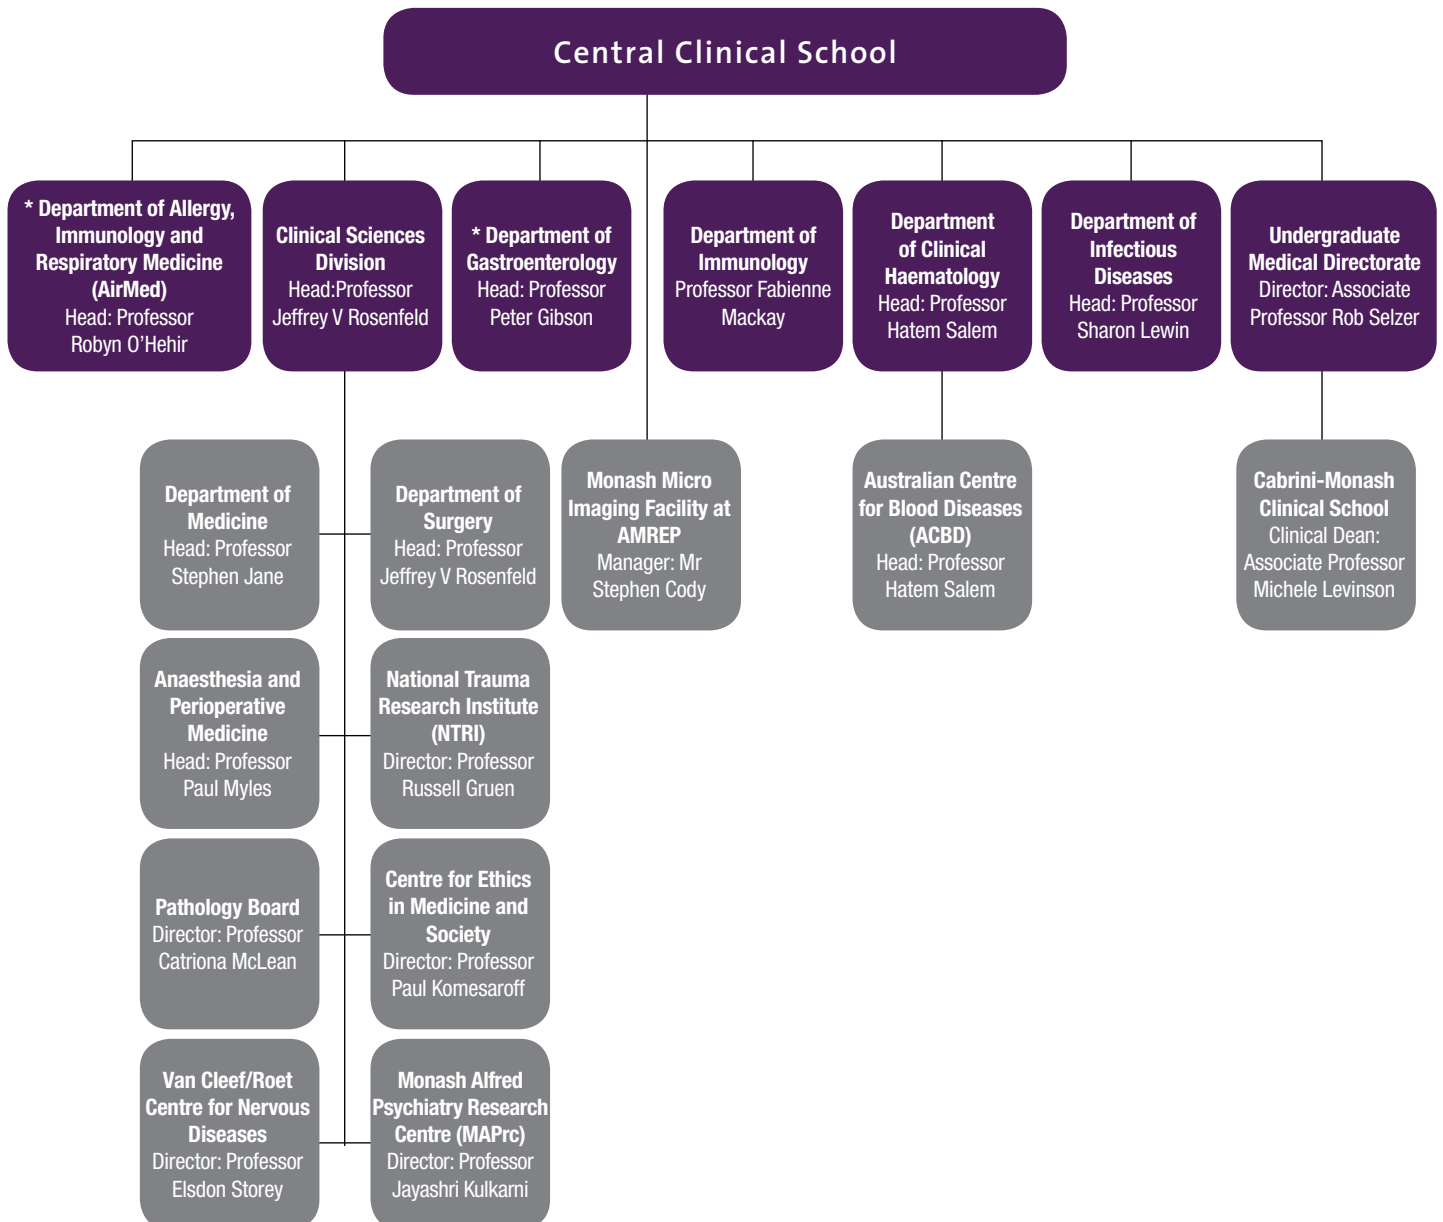 Central Clinical School
* Department of Allergy,
Immunology and
Respiratory Medicine
(AirMed)
Head: Professor
Robyn O'Hehir
Clinical Sciences
Division
Head:Professor
Jeffrey V Rosenfeld
* Department of
Gastroenterology
Head: Professor
Peter Gibson
Department of
Immunology
Professor Fabienne
Mackay
Department
of Clinical
Haematology
Head: Professor
Hatem Salem
Department of
Infectious
Diseases
Head: Professor
Sharon Lewin
Undergraduate
Medical Directorate
Director: Associate
Professor Rob Selzer
Department of
Medicine
Head: Professor
Stephen Jane
Department of
Surgery
Head: Professor
Jeffrey V Rosenfeld
Monash Micro
Imaging Facility at
AMREP
Manager: Mr
Stephen Cody
Australian Centre
for Blood Diseases
(ACBD)
Head: Professor
Hatem Salem
Cabrini-Monash
Clinical School
Clinical Dean:
Associate Professor
Michele Levinson
Anaesthesia and
Perioperative
Medicine
Head: Professor
Paul Myles
National Trauma
Research Institute
(NTRI)
Director: Professor
Russell Gruen
Pathology Board
Director: Professor
Catriona McLean
Centre for Ethics
in Medicine and
Society
Director: Professor
Paul Komesaroff
Van Cleef/Roet
Centre for Nervous
Diseases
Director: Professor
Elsdon Storey
Monash Alfred
Psychiatry Research
Centre (MAPrc)
Director: Professor
Jayashri Kulkarni